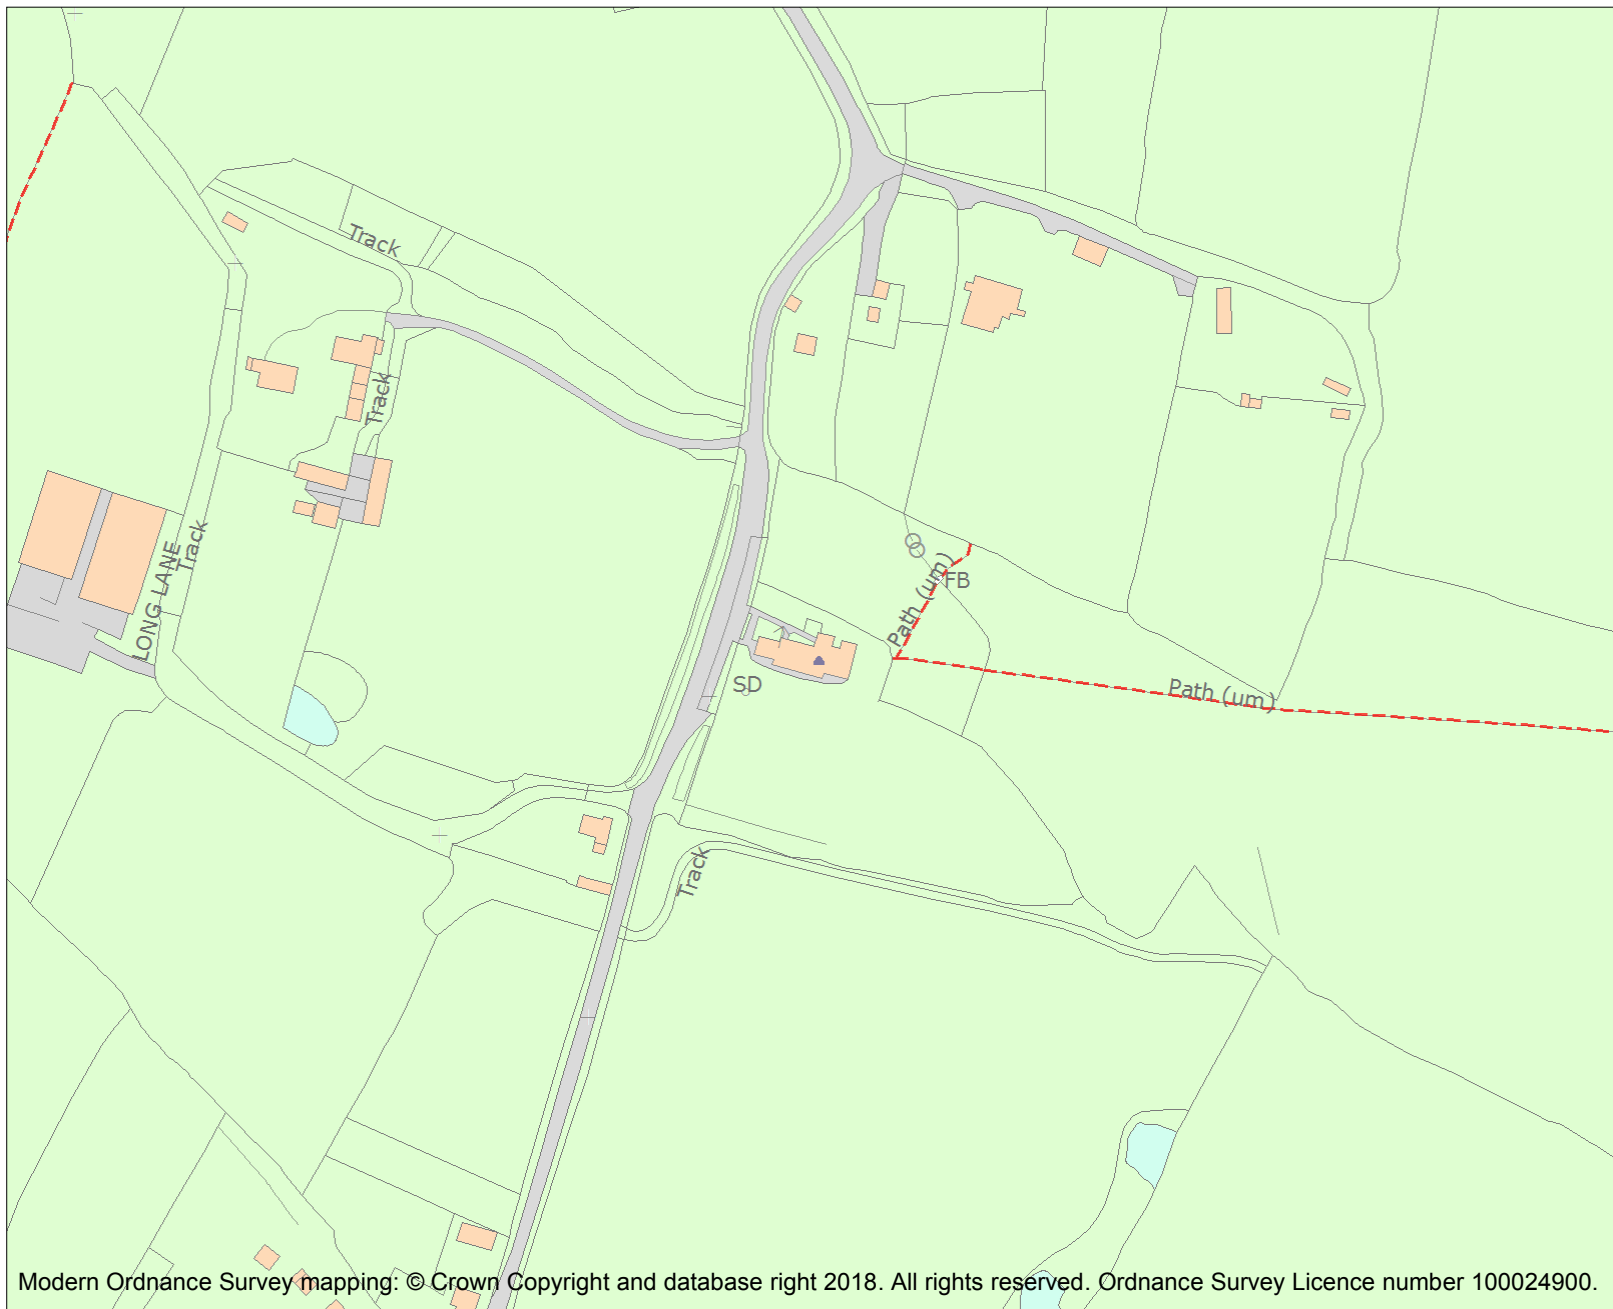 Track
Track
Track
LONG LANE
Path (um)
FB
SD
Path (um)
Track
Modern Ordnance Survey mapping: © Crown Copyright and database right 2018. All rights reserved. Ordnance Survey Licence number 100024900.